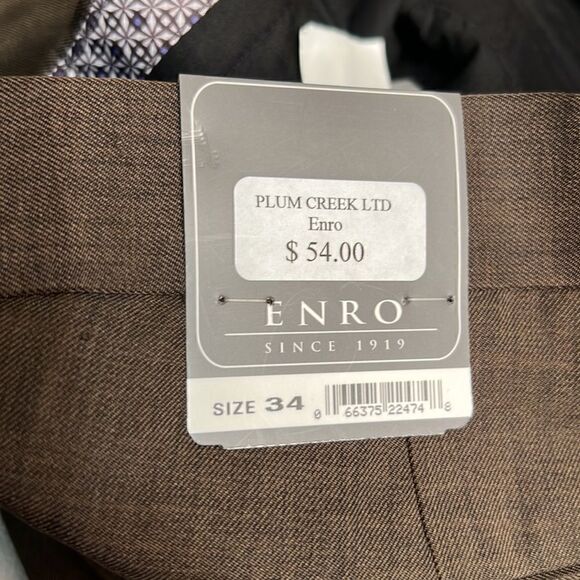 PLUM CREEK LTD
Enro
$ 54.00
ENRO
SINCE 1919
SIZE 34
0 66375 22474 8